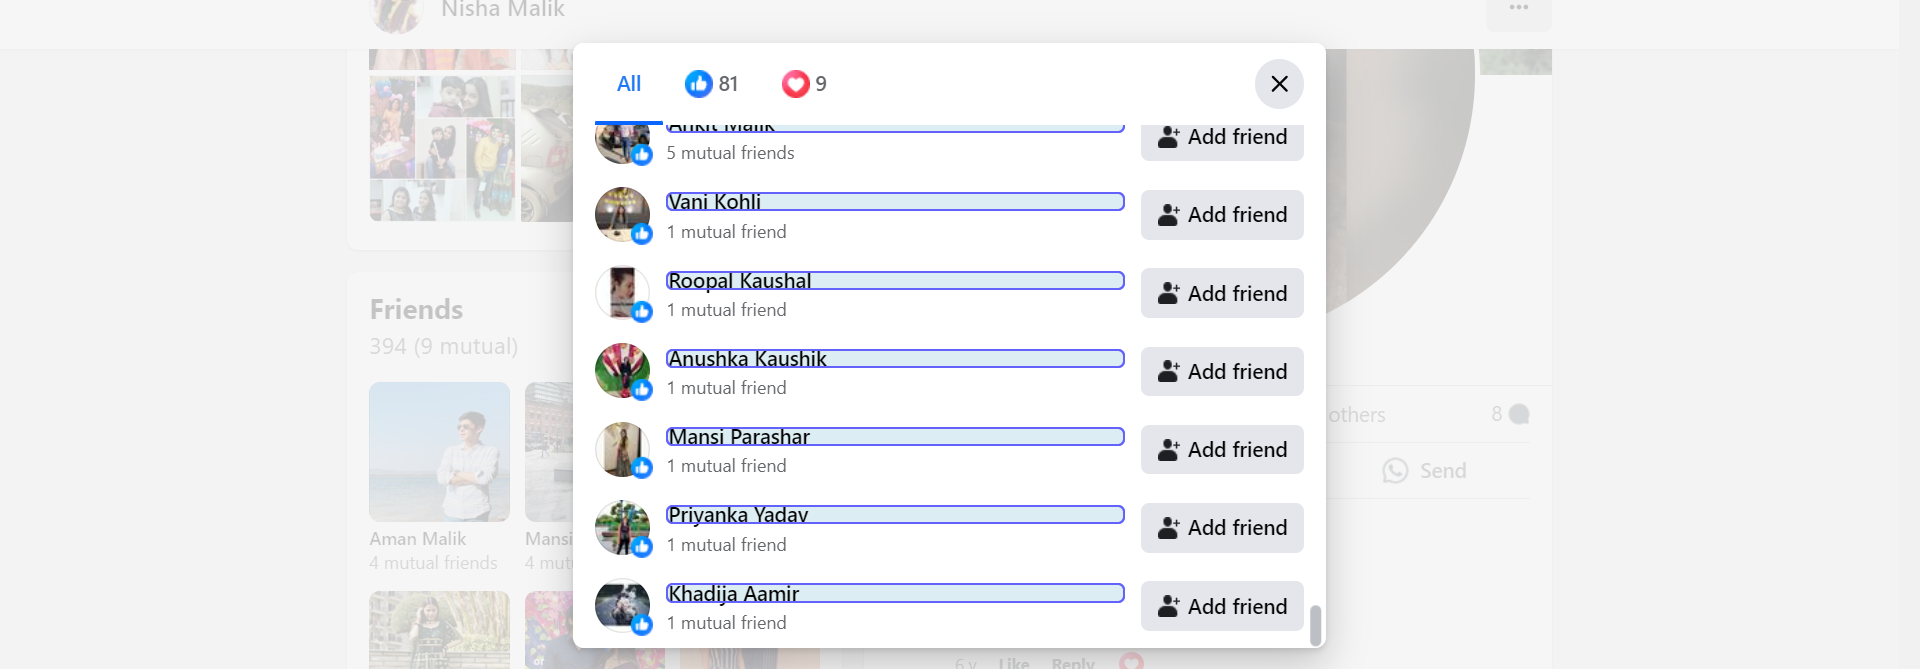 Nisha Malik
All
81
9
Ankit Malik
5 mutual friends
Add friend
Vani Kohli
1 mutual friend
Add friend
Roopal Kaushal
1 mutual friend
Add friend
Anushka Kaushik
1 mutual friend
Add friend
Mansi Parashar
1 mutual friend
Add friend
Priyanka Yadav
1 mutual friend
Add friend
Khadija Aamir
1 mutual friend
Add friend
Friends
394 (9 mutual)
Aman Malik
4 mutual friends
Mansi
4 mut
others
8
Send
6 y
Like
Reply